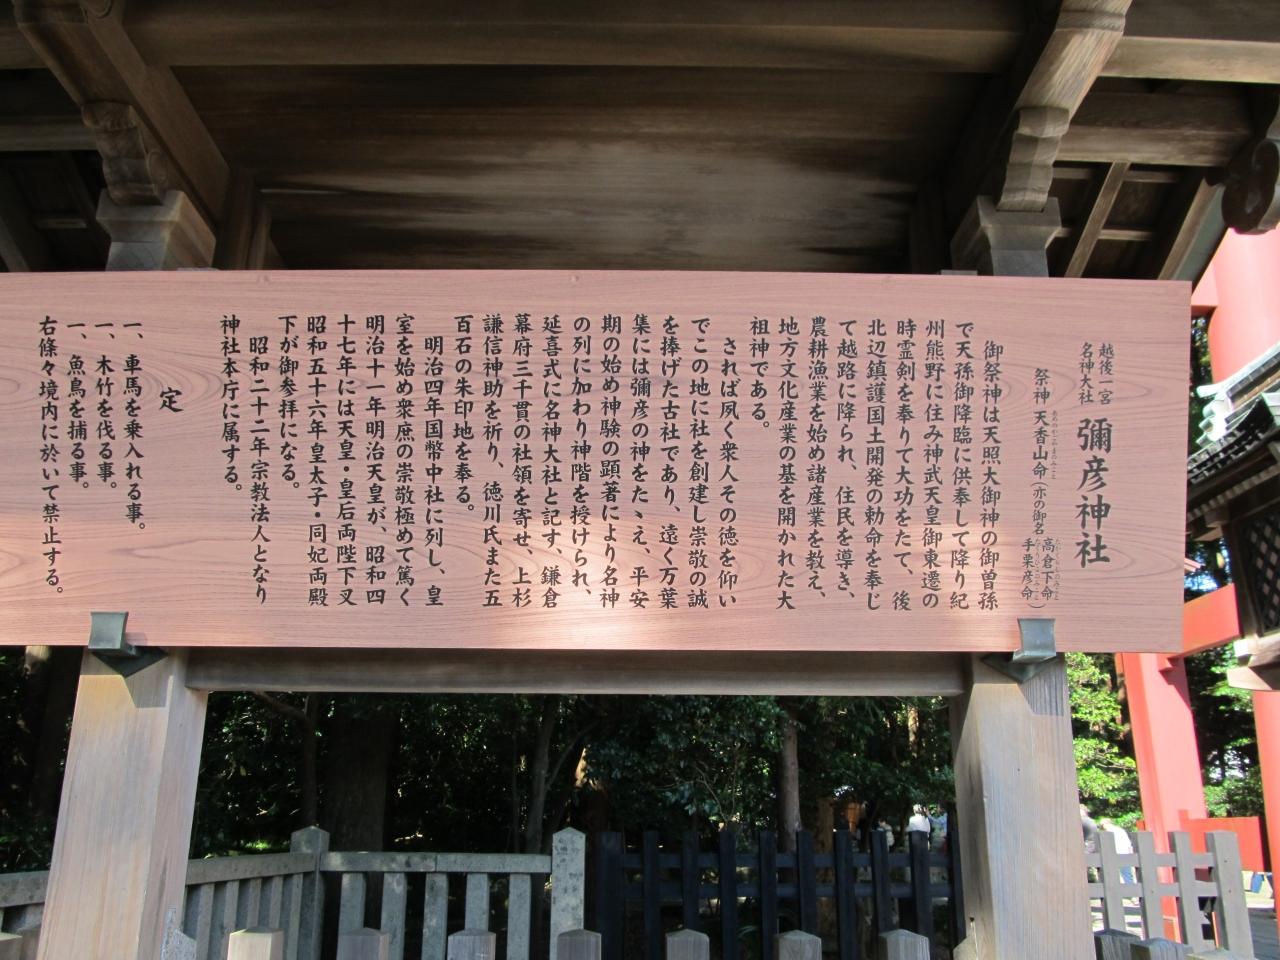 越後一宮
名神大社
彌彦神社
祭神 天香山命(亦の御名 高倉下命
手栗彦命)
御祭神は天照大御神の御曽孫
で天孫御降臨に供奉して降り紀
州熊野に住み神武天皇御東遷の
時霊剣を奉りて大功をたて、後
北辺鎮護国土開発の勅命を奉じ
て越路に降られ、住民を導き、
農耕漁業を始め諸産業を教え、
地方文化産業の基を開かれた大
祖神である。
されば夙く衆人その徳を仰い
でこの地に社を創建し崇敬の誠
を捧げた古社であり、遠く万葉
集には彌彦の神をたゝえ、平安
期の始め神験の顕著により名神
の列に加わり神階を授けられ、
延喜式に名神大社と記す、鎌倉
幕府三千貫の社領を寄せ、上杉
謙信神助を祈り、徳川氏また五
百石の朱印地を奉る。
明治四年国幣中社に列し、皇
室を始め衆庶の崇敬極めて篤く
明治十一年明治天皇が、昭和四
十七年には天皇・皇后両陛下又
昭和五十六年皇太子・同妃両殿
下が御参拝になる。
昭和二十二年宗教法人となり
神社本庁に属する。
定
一、車馬を乗入れる事。
一、木竹を伐る事。
一、魚鳥を捕る事。
右條々境内に於いて禁止する。